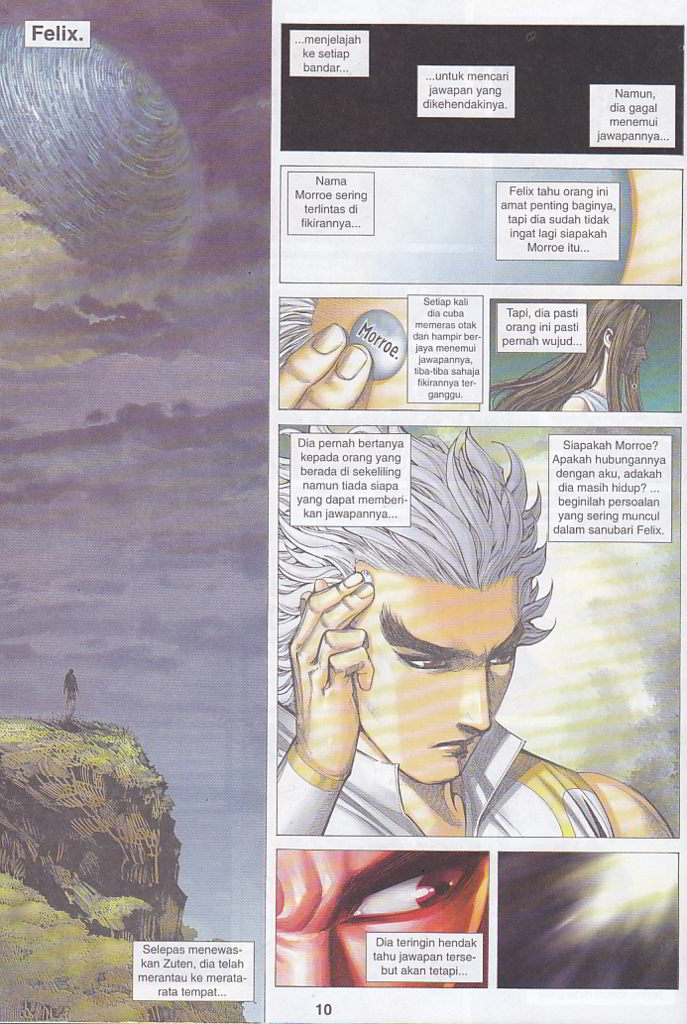 Felix.
Selepas menewas-
kan Zuten, dia telah
merantau ke merata-
rata tempat...
...menjelajah
ke setiap
bandar...
...untuk mencari
jawapan yang
dikehendakinya.
Namun,
dia gagal
menemui
jawapannya...
Nama
Morroe sering
terlintas di
fikirannya...
Felix tahu orang ini
amat penting baginya,
tapi dia sudah tidak
ingat lagi siapakah
Morroe itu...
Morroe.
Setiap kali
dia cuba
memeras otak
dan hampir ber-
jaya menemui
jawapannya,
tiba-tiba sahaja
fikirannya ter-
ganggu.
Tapi, dia pasti
orang ini pasti
pernah wujud...
Dia pernah bertanya
kepada orang yang
berada di sekeliling
namun tiada siapa
yang dapat memberi-
kan jawapannya...
Siapakah Morroe?
Apakah hubungannya
dengan aku, adakah
dia masih hidup? ...
beginilah persoalan
yang sering muncul
dalam sanubari Felix.
Dia teringin hendak
tahu jawapan terse-
but akan tetapi...
10